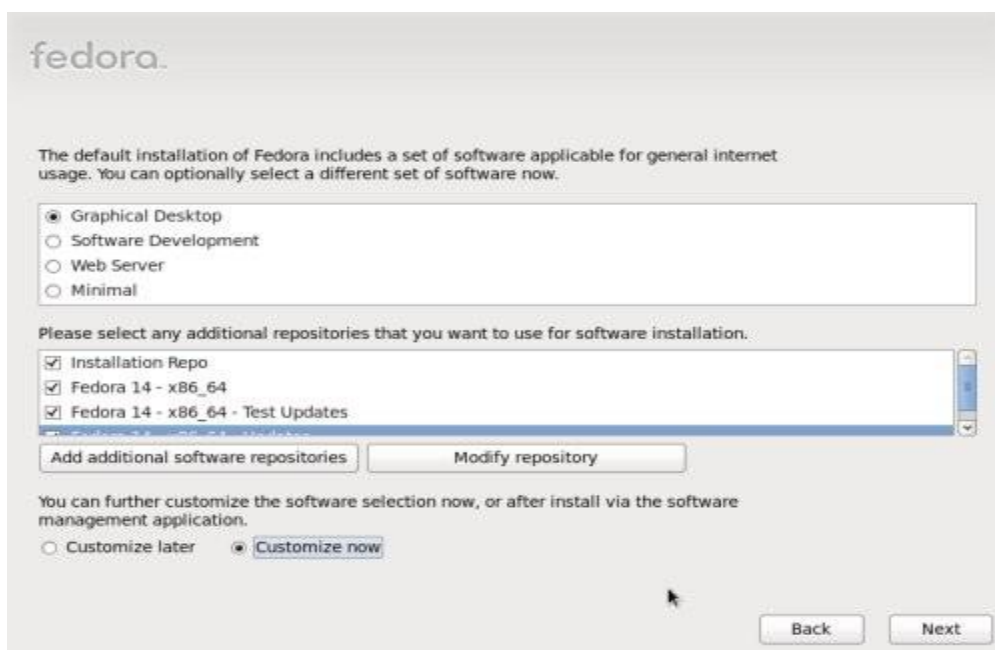 fedora.
The default installation of Fedora includes a set of software applicable for general internet
usage. You can optionally select a different set of software now.
Graphical Desktop
Software Development
Web Server
Minimal
Please select any additional repositories that you want to use for software installation.
Installation Repo
Fedora 14 - x86_64
Fedora 14 - x86_64 - Test Updates
Fedora 14 - x86_64 - Updates
Add additional software repositories
Modify repository
You can further customize the software selection now, or after install via the software
management application.
Customize later
Customize now
Back
Next